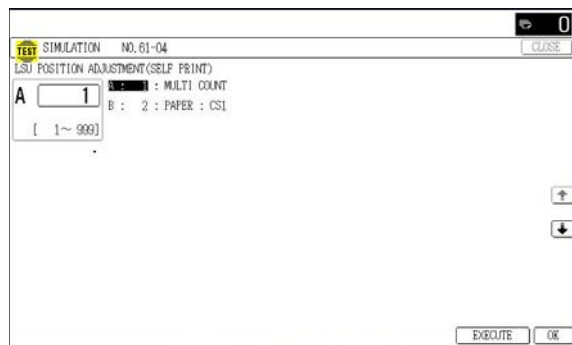 0
TEST SIMULATION NO.61-04 CLOSE
LSU POSITION ADJUSTMENT(SELF PRINT)
A 1 A : 1 : MULTI COUNT
B : 2 : PAPER : CS1
[ 1~ 999]
EXECUTE OK